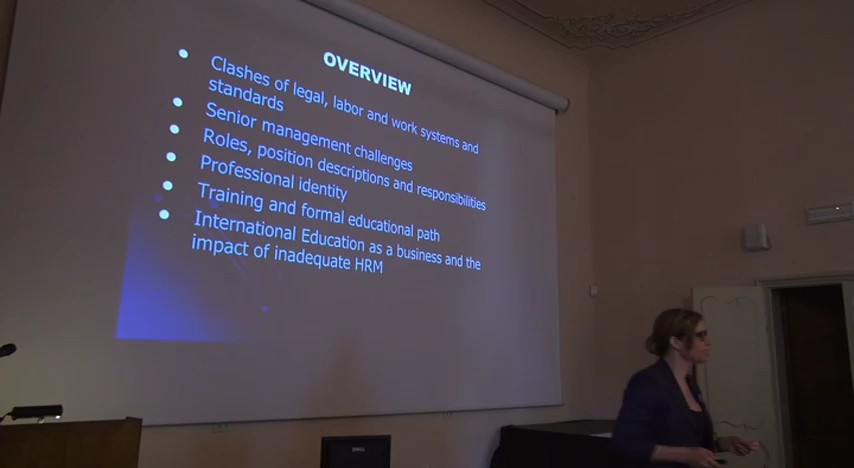 OVERVIEW
Clashes of legal, labor and work systems and
standards
Senior management challenges
Roles, position descriptions and responsibilities
Professional identity
Training and formal educational path
International Education as a business and the
impact of inadequate HRM
DELL